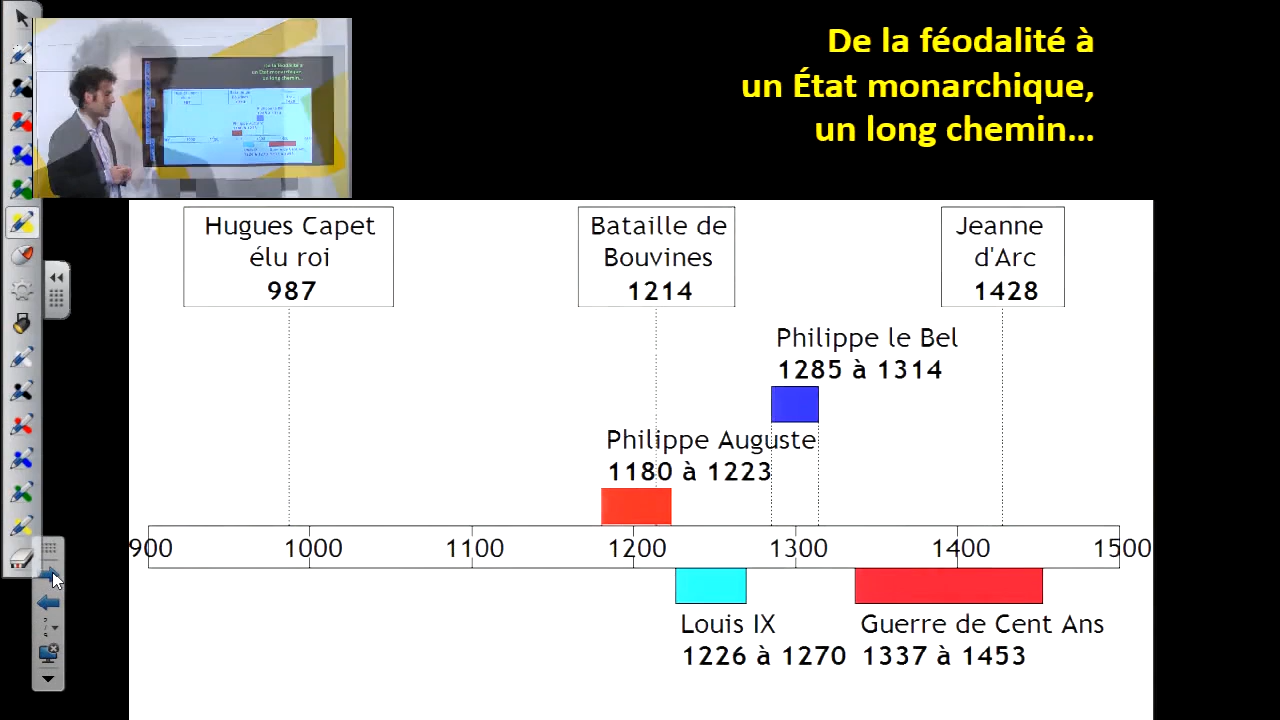 De la féodalité à
un État monarchique,
un long chemin...
Hugues Capet
élu roi
987
Bataille de
Bouvines
1214
Jeanne
d'Arc
1428
Philippe le Bel
1285 à 1314
Philippe Auguste
1180 à 1223
900 1000 1100 1200 1300 1400 1500
Louis IX
1226 à 1270
Guerre de Cent Ans
1337 à 1453